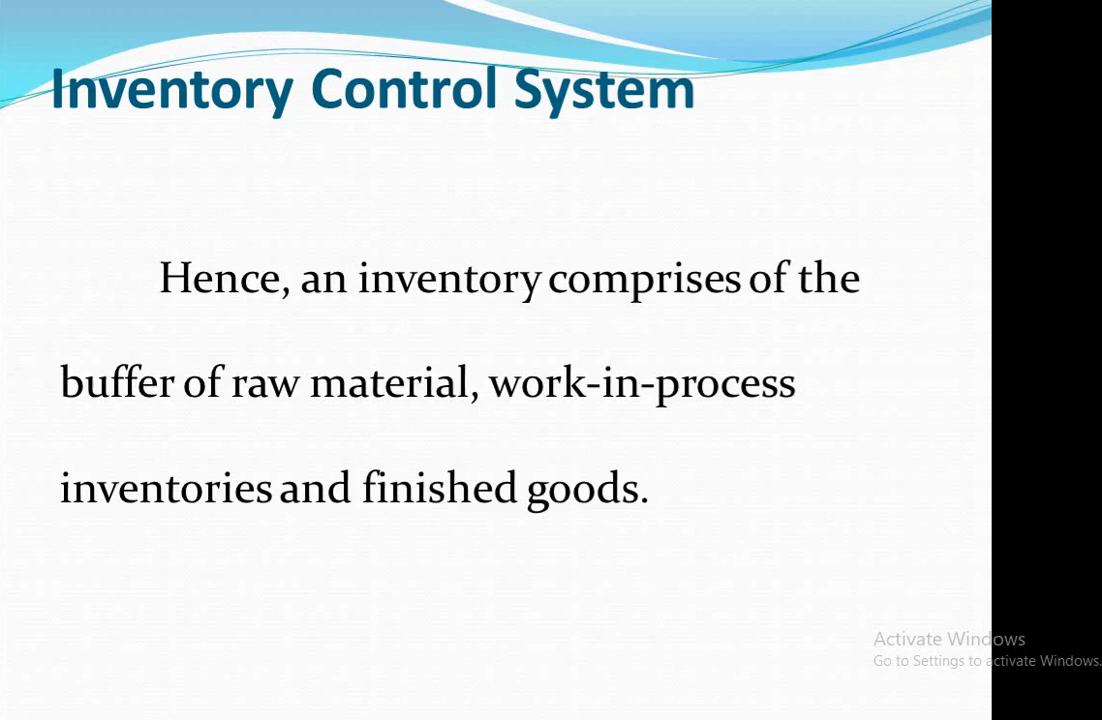 Inventory Control System
Hence, an inventory comprises of the
buffer of raw material, work-in-process
inventories and finished goods.
Activate Windows
Go to Settings to activate Windows.